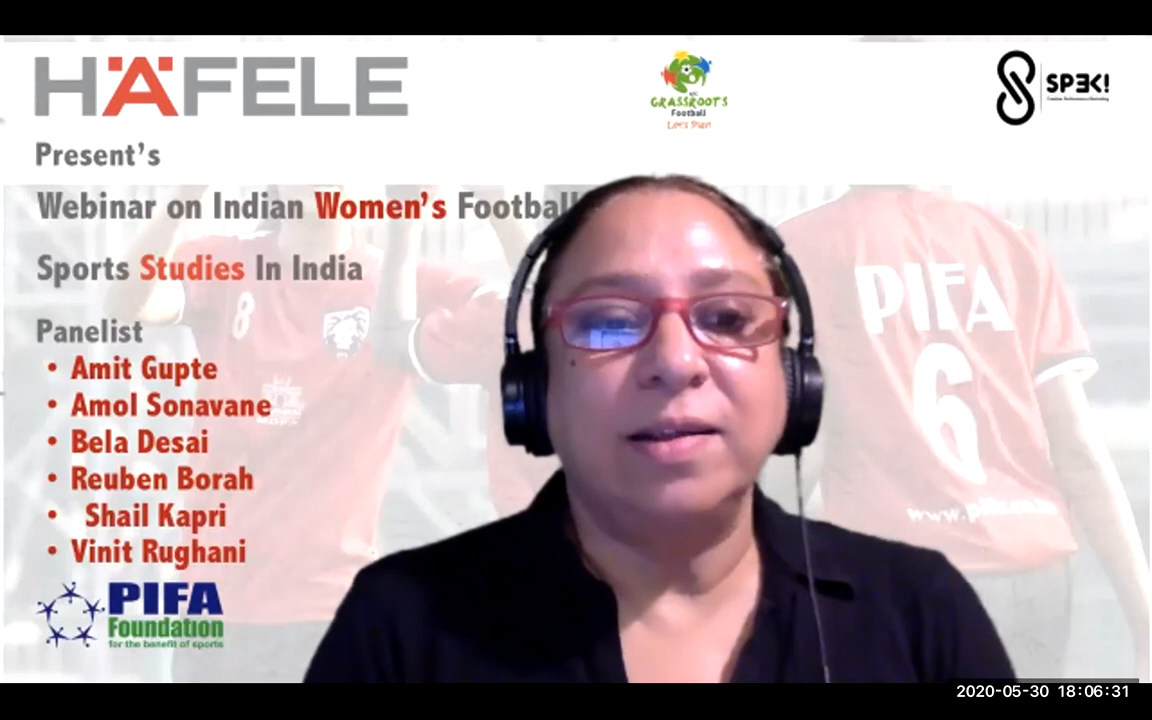 HÄFELE
GRASSROOTS
Football
Let's Play!
SPEK!
Present's
Webinar on Indian Women's Football
Sports Studies In India
Panelist
• Amit Gupte
• Amol Sonavane
• Bela Desai
• Reuben Borah
• Shail Kapri
• Vinit Rughani
PIFA
Foundation
for the benefit of sports
8
PIFA
6
2020-05-30 18:06:31